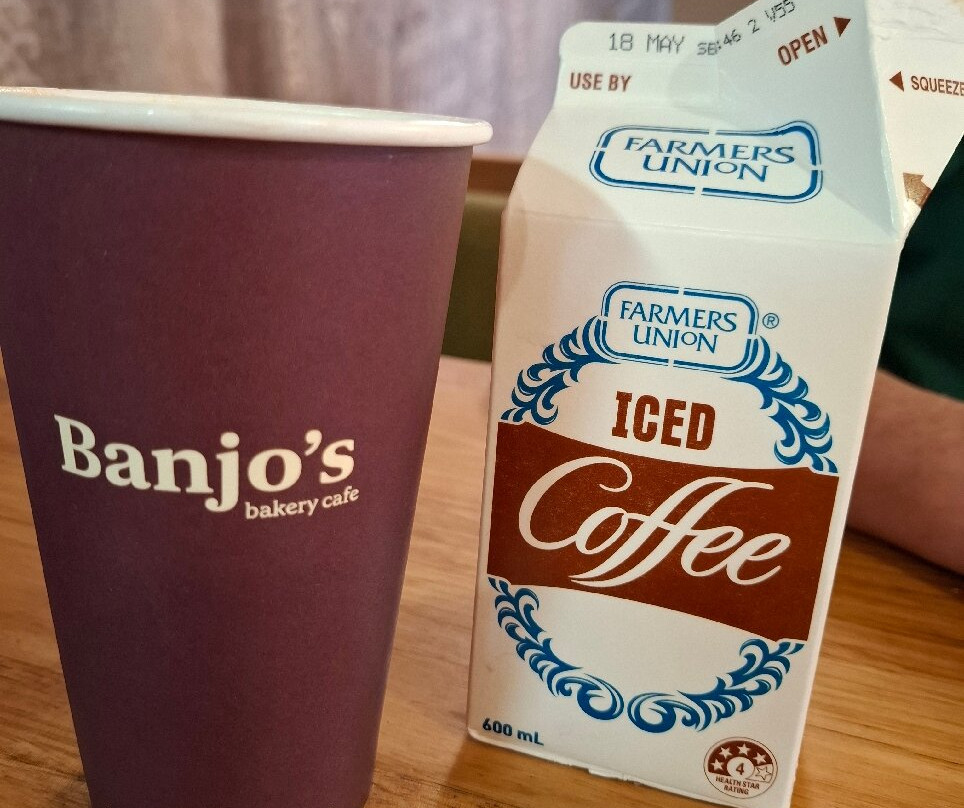 Banjo's
bakery cafe
18 MAY
USE BY
OPEN
SQUEEZE
FARMERS
UNION
FARMERS
UNION
®
ICED
Coffee
600 mL
4
HEALTH STAR
RATING